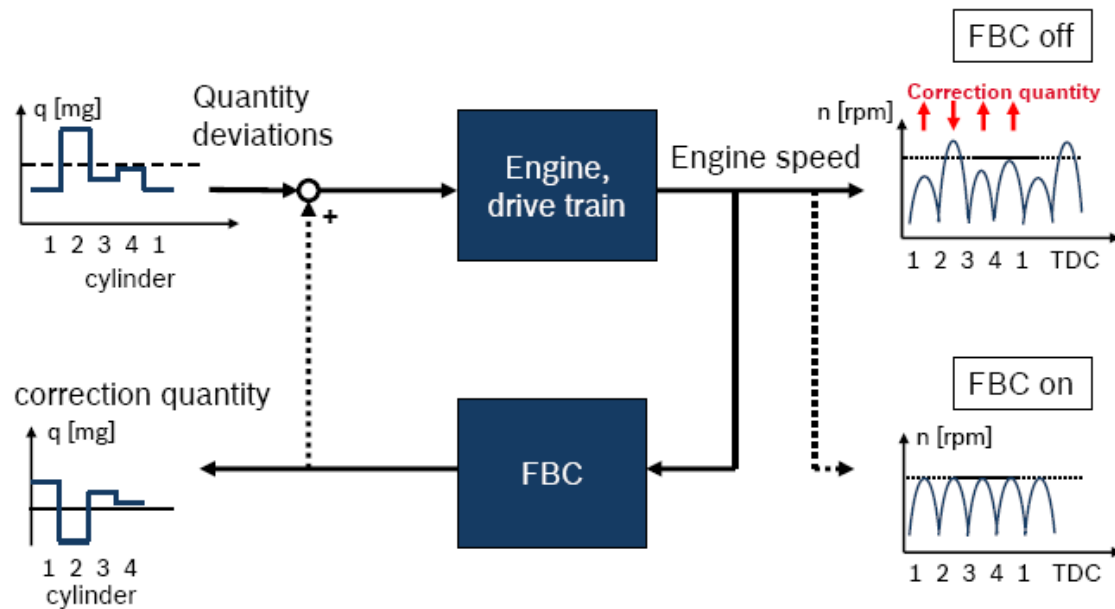 FBC off
q [mg]
Quantity
deviations
1 2 3 4 1
cylinder
+
Engine,
drive train
Engine speed
Correction quantity
n [rpm]
1 2 3 4 1 TDC
correction quantity
q [mg]
1 2 3 4
cylinder
FBC
FBC on
n [rpm]
1 2 3 4 1 TDC